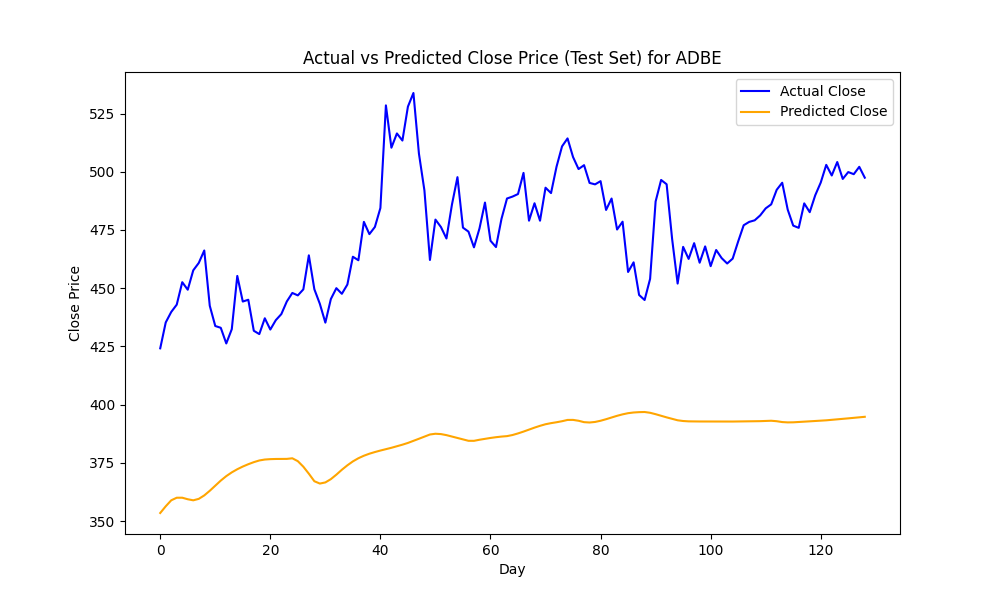 Actual vs Predicted Close Price (Test Set) for ADBE
Actual Close
Predicted Close
Close Price
525
500
475
450
425
400
375
350
0 20 40 60 80 100 120
Day